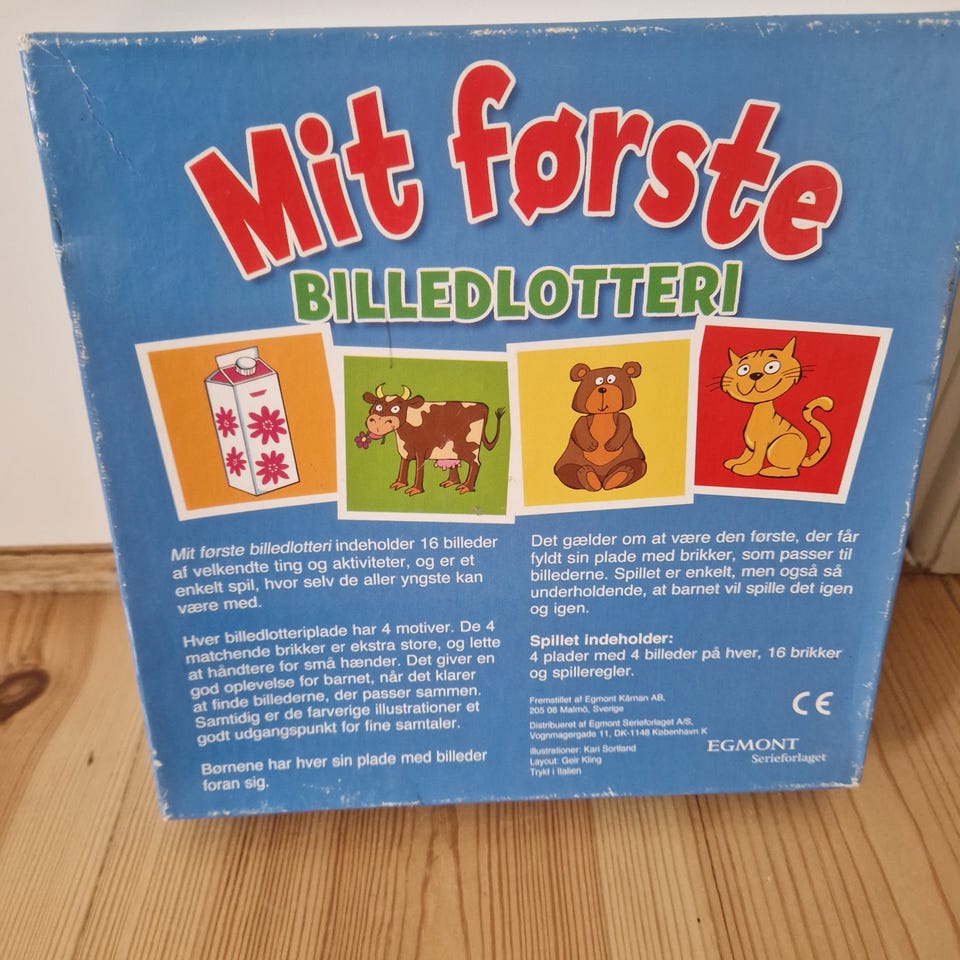 Mit første
BILLEDLOTTERI
Mit første billedlotteri indeholder 16 billeder
af velkendte ting og aktiviteter, og er et
enkelt spil, hvor selv de aller yngste kan
være med.
Hver billedlotteriplade har 4 motiver. De 4
matchende brikker er ekstra store, og lette
at håndtere for små hænder. Det giver en
god oplevelse for barnet, når det klarer
at finde billederne, der passer sammen.
Samtidig er de farverige illustrationer et
godt udgangspunkt for fine samtaler.
Børnene har hver sin plade med billeder
foran sig.
Det gælder om at være den første, der får
fyldt sin plade med brikker, som passer til
billederne. Spillet er enkelt, men også så
underholdende, at barnet vil spille det igen
og igen.
Spillet indeholder:
4 plader med 4 billeder på hver, 16 brikker
og spilleregler.
Fremstillet af Egmont Kärnan AB,
205 08 Malmö, Sverige
Distribueret af Egmont Serieforlaget A/S,
Vognmagergade 11, DK-1148 København K
Illustrationer: Kari Sortland
Layout: Geir Kling
Trykt i Italien
CE
EGMONT
Serieforlaget